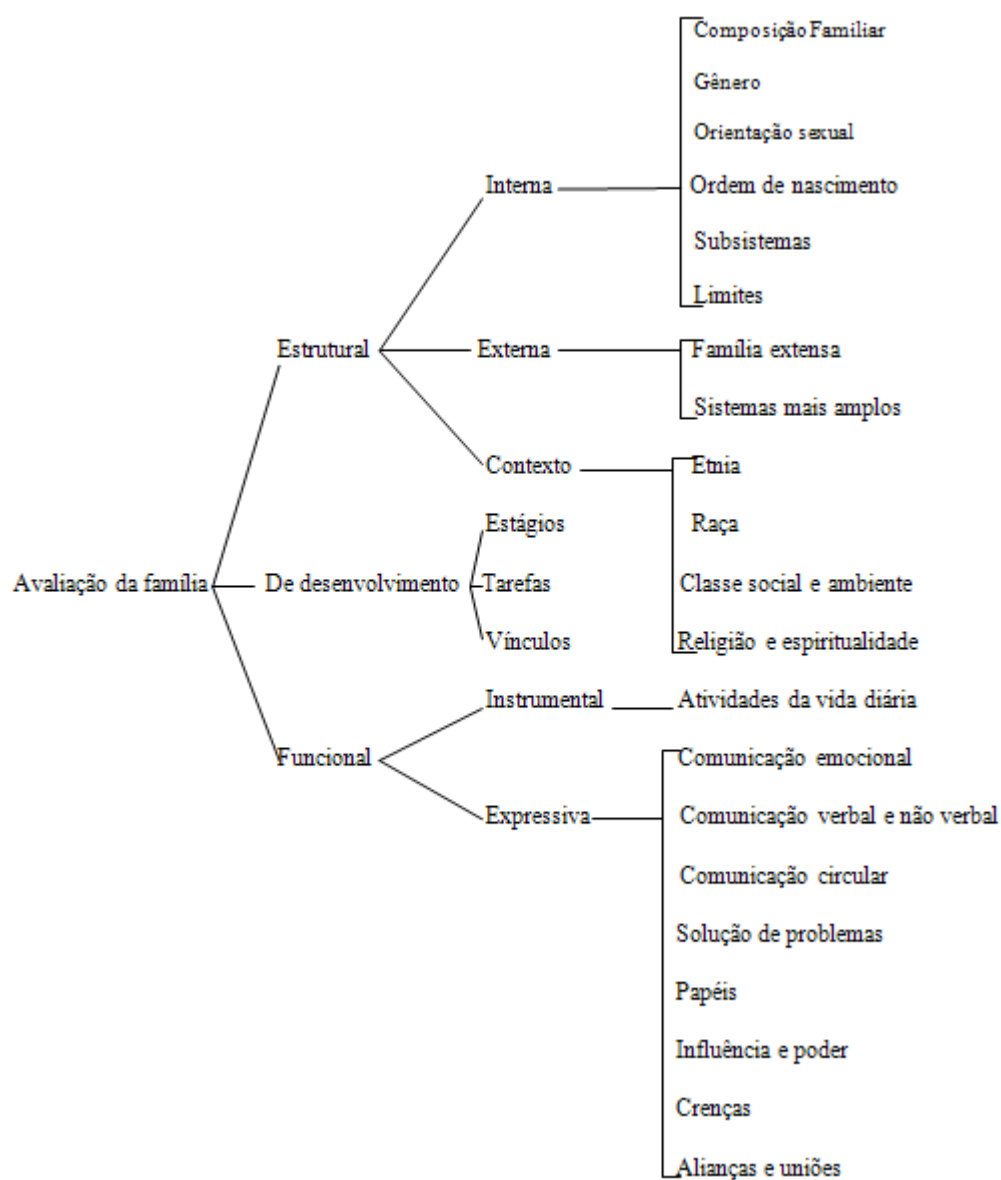 Composição Familiar
Gênero
Orientação sexual
Interna
Ordem de nascimento
Subsistemas
Limites
Estrutural
Externa
Família extensa
Sistemas mais amplos
Contexto
Etnia
Estágios
Raça
Avaliação da família
De desenvolvimento
Tarefas
Classe social e ambiente
Vínculos
Religião e espiritualidade
Instrumental
Atividades da vida diária
Funcional
Comunicação emocional
Expressiva
Comunicação verbal e não verbal
Comunicação circular
Solução de problemas
Papéis
Influência e poder
Crenças
Alianças e uniões